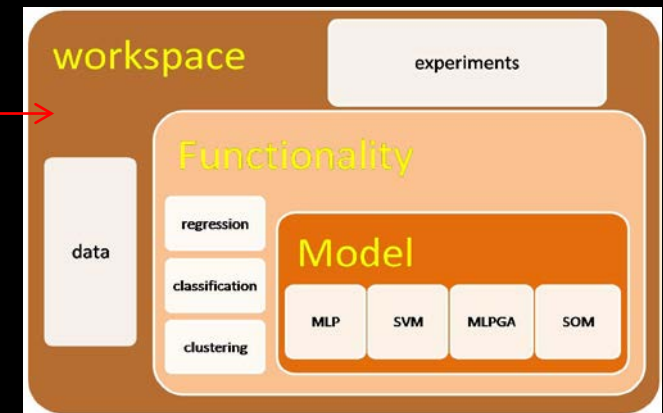 workspace
experiments
Functionality
data
regression
classification
clustering
Model
MLP
SVM
MLPGA
SOM